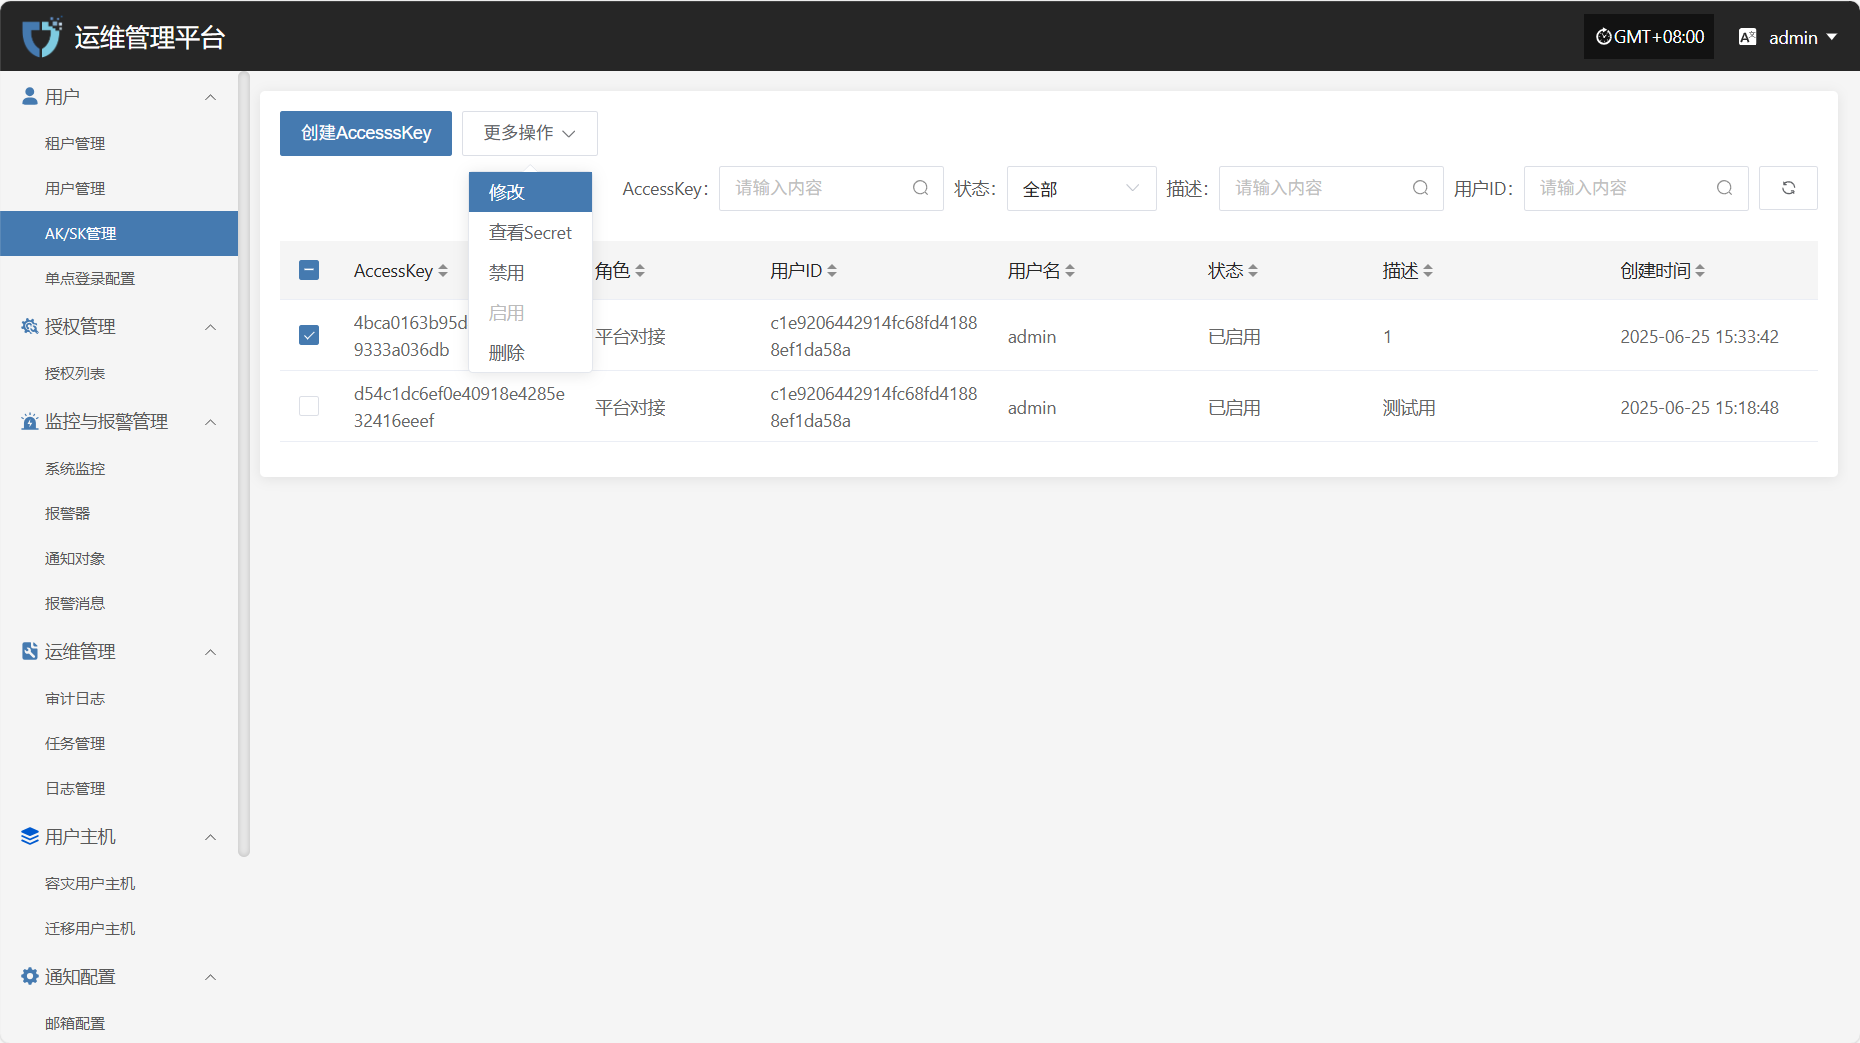 运维管理平台
GMT+08:00
admin
用户
租户管理
用户管理
AK/SK管理
单点登录配置
授权管理
授权列表
监控与报警管理
系统监控
报警器
通知对象
报警消息
运维管理
审计日志
任务管理
日志管理
用户主机
容灾用户主机
迁移用户主机
通知配置
邮箱配置
创建AccesssKey
更多操作
修改
查看Secret
禁用
启用
删除
AccessKey： 请输入内容 状态： 全部 描述： 请输入内容 用户ID： 请输入内容
AccessKey 角色 用户ID 用户名 状态 描述 创建时间
4bca0163b95d
9333a036db
平台对接
c1e9206442914fc68fd4188
8ef1da58a
admin
已启用
1
2025-06-25 15:33:42
d54c1dc6ef0e40918e4285e
32416eeef
平台对接
c1e9206442914fc68fd4188
8ef1da58a
admin
已启用
测试用
2025-06-25 15:18:48